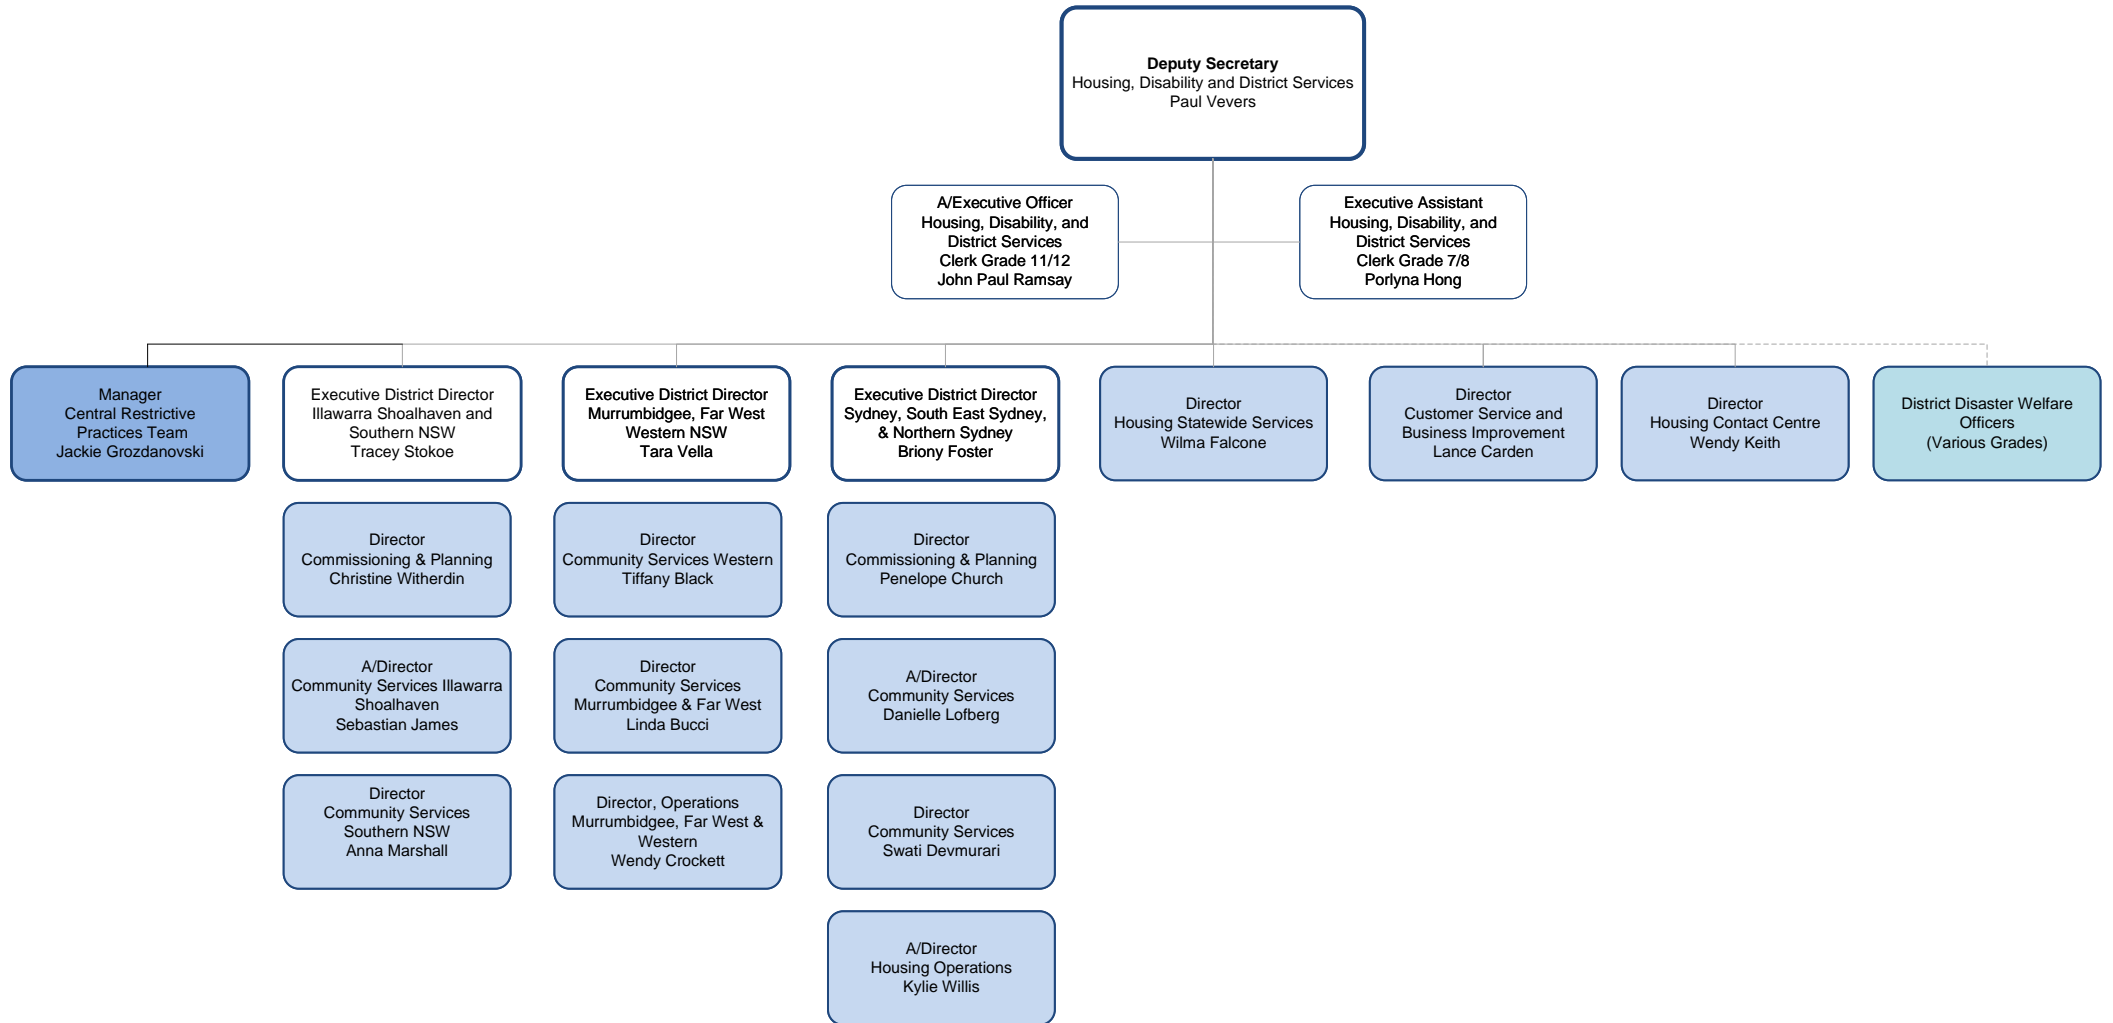 Deputy Secretary
Housing, Disability and District Services
Paul Vevers
A/Executive Officer
Housing, Disability, and
District Services
Clerk Grade 11/12
John Paul Ramsay
Executive Assistant
Housing, Disability, and
District Services
Clerk Grade 7/8
Porlyna Hong
Manager
Central Restrictive
Practices Team
Jackie Grozdanovski
Executive District Director
Illawarra Shoalhaven and
Southern NSW
Tracey Stokoe
Executive District Director
Murrumbidgee, Far West
Western NSW
Tara Vella
Executive District Director
Sydney, South East Sydney,
& Northern Sydney
Briony Foster
Director
Housing Statewide Services
Wilma Falcone
Director
Customer Service and
Business Improvement
Lance Carden
Director
Housing Contact Centre
Wendy Keith
District Disaster Welfare
Officers
(Various Grades)
Director
Commissioning & Planning
Christine Witherdin
Director
Community Services Western
Tiffany Black
Director
Commissioning & Planning
Penelope Church
A/Director
Community Services Illawarra
Shoalhaven
Sebastian James
Director
Community Services
Murrumbidgee & Far West
Linda Bucci
A/Director
Community Services
Danielle Lofberg
Director
Community Services
Southern NSW
Anna Marshall
Director, Operations
Murrumbidgee, Far West &
Western
Wendy Crockett
Director
Community Services
Swati Devmurari
A/Director
Housing Operations
Kylie Willis